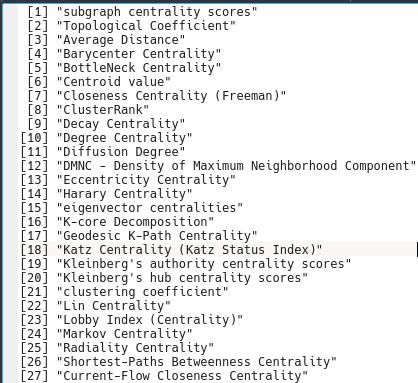 [1] "subgraph centrality scores"
[2] "Topological Coefficient"
[3] "Average Distance"
[4] "Barycenter Centrality"
[5] "BottleNeck Centrality"
[6] "Centroid value"
[7] "Closeness Centrality (Freeman)"
[8] "ClusterRank"
[9] "Decay Centrality"
[10] "Degree Centrality"
[11] "Diffusion Degree"
[12] "DMNC - Density of Maximum Neighborhood Component"
[13] "Eccentricity Centrality"
[14] "Harary Centrality"
[15] "eigenvector centralities"
[16] "K-core Decomposition"
[17] "Geodesic K-Path Centrality"
[18] "Katz Centrality (Katz Status Index)"
[19] "Kleinberg's authority centrality scores"
[20] "Kleinberg's hub centrality scores"
[21] "clustering coefficient"
[22] "Lin Centrality"
[23] "Lobby Index (Centrality)"
[24] "Markov Centrality"
[25] "Radiality Centrality"
[26] "Shortest-Paths Betweenness Centrality"
[27] "Current-Flow Closeness Centrality"